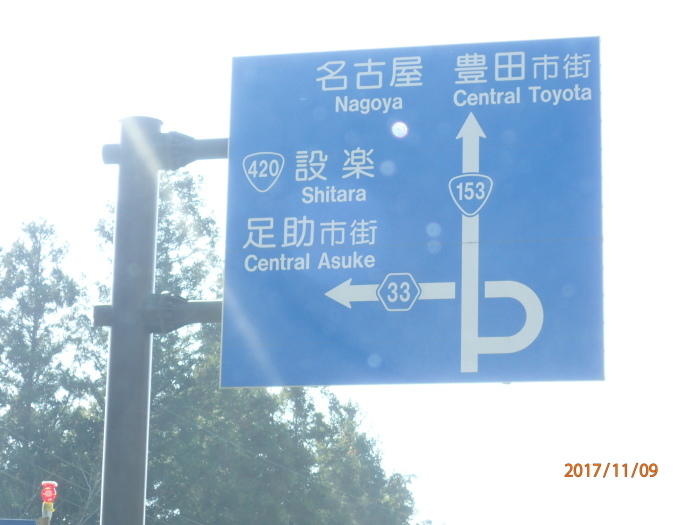 名古屋 豊田市街
Nagoya Central Toyota
153
420 設楽
Shitara
足助市街
Central Asuke
33
2017/11/09